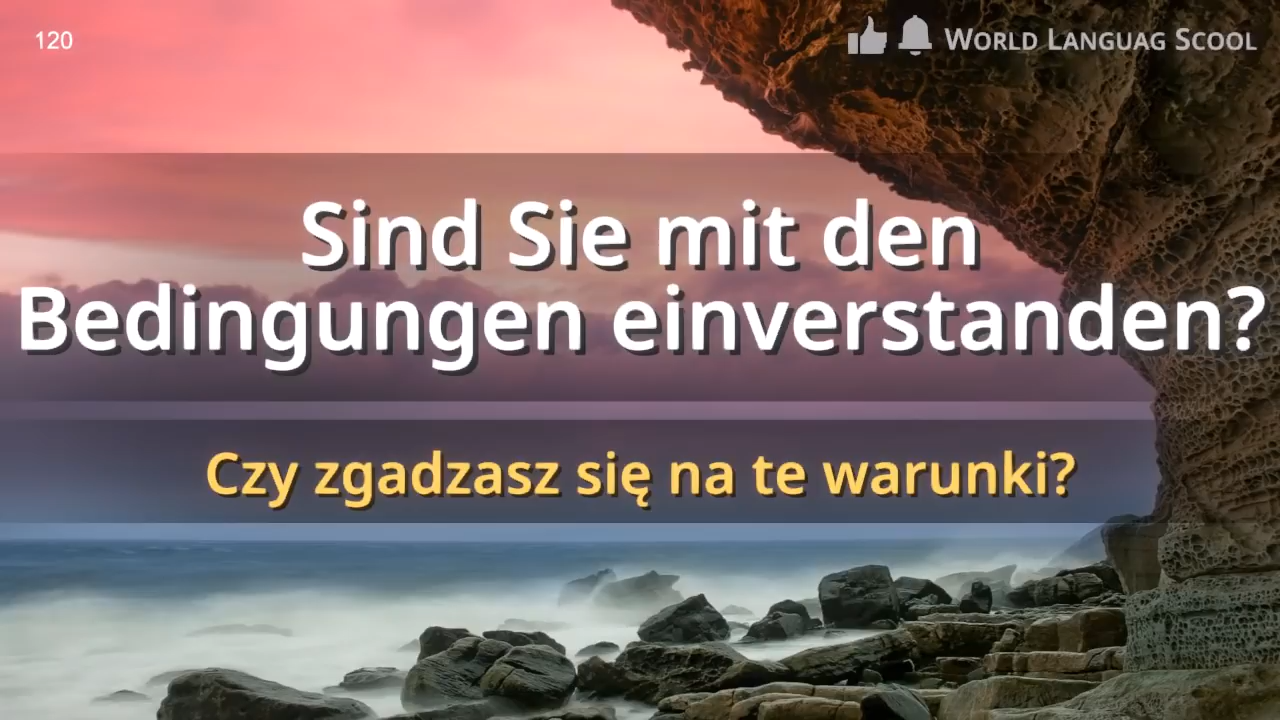 120
WORLD LANGUAG SCOOL
Sind Sie mit den
Bedingungen einverstanden?
Czy zgadzasz się na te warunki?